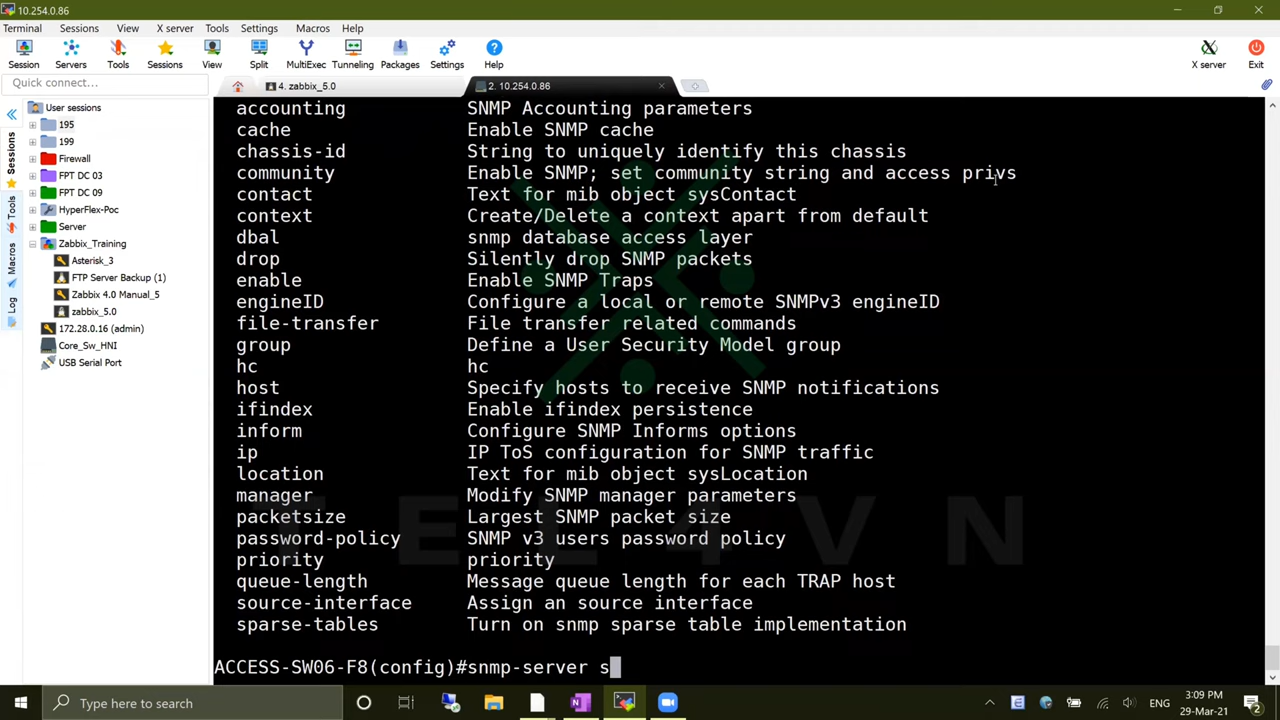 10.254.0.86
Terminal Sessions View X server Tools Settings Macros Help
Session Servers Tools Sessions View Split MultiExec Tunneling Packages Settings Help X server Exit
Quick connect...
4. zabbix_5.0
2. 10.254.0.86
User sessions
195
199
Firewall
FPT DC 03
FPT DC 09
HyperFlex-Poc
Server
Zabbix_Training
Asterisk_3
FTP Server Backup (1)
Zabbix 4.0 Manual_5
zabbix_5.0
172.28.0.16 (admin)
Core_Sw_HNI
USB Serial Port
Sessions
Tools
Macros
Log
accounting SNMP Accounting parameters
cache Enable SNMP cache
chassis-id String to uniquely identify this chassis
community Enable SNMP; set community string and access privs
contact Text for mib object sysContact
context Create/Delete a context apart from default
dbal snmp database access layer
drop Silently drop SNMP packets
enable Enable SNMP Traps
engineID Configure a local or remote SNMPv3 engineID
file-transfer File transfer related commands
group Define a User Security Model group
hc hc
host Specify hosts to receive SNMP notifications
ifindex Enable ifindex persistence
inform Configure SNMP Informs options
ip IP ToS configuration for SNMP traffic
location Text for mib object sysLocation
manager Modify SNMP manager parameters
packetsize Largest SNMP packet size
password-policy SNMP v3 users password policy
priority priority
queue-length Message queue length for each TRAP host
source-interface Assign an source interface
sparse-tables Turn on snmp sparse table implementation
ACCESS-SW06-F8(config)#snmp-server s
TEL4VN
Type here to search
ENG
3:09 PM
29-Mar-21
2